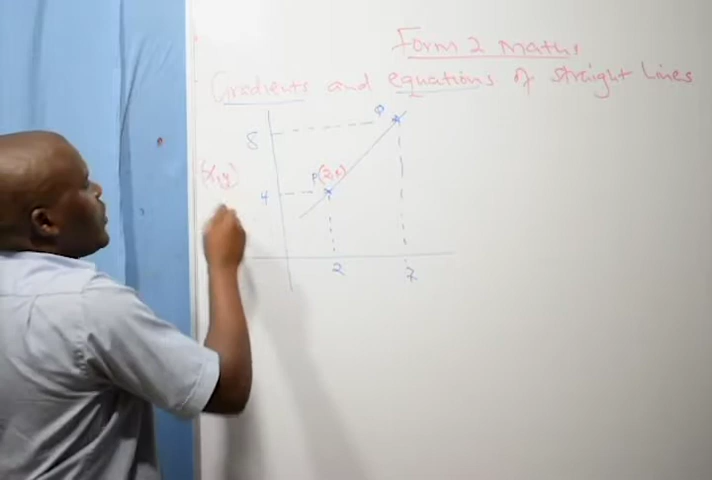 Form 2 maths
Gradients and equations of straight Lines
Q
8
(x,y)
P(2,4)
4
2
7